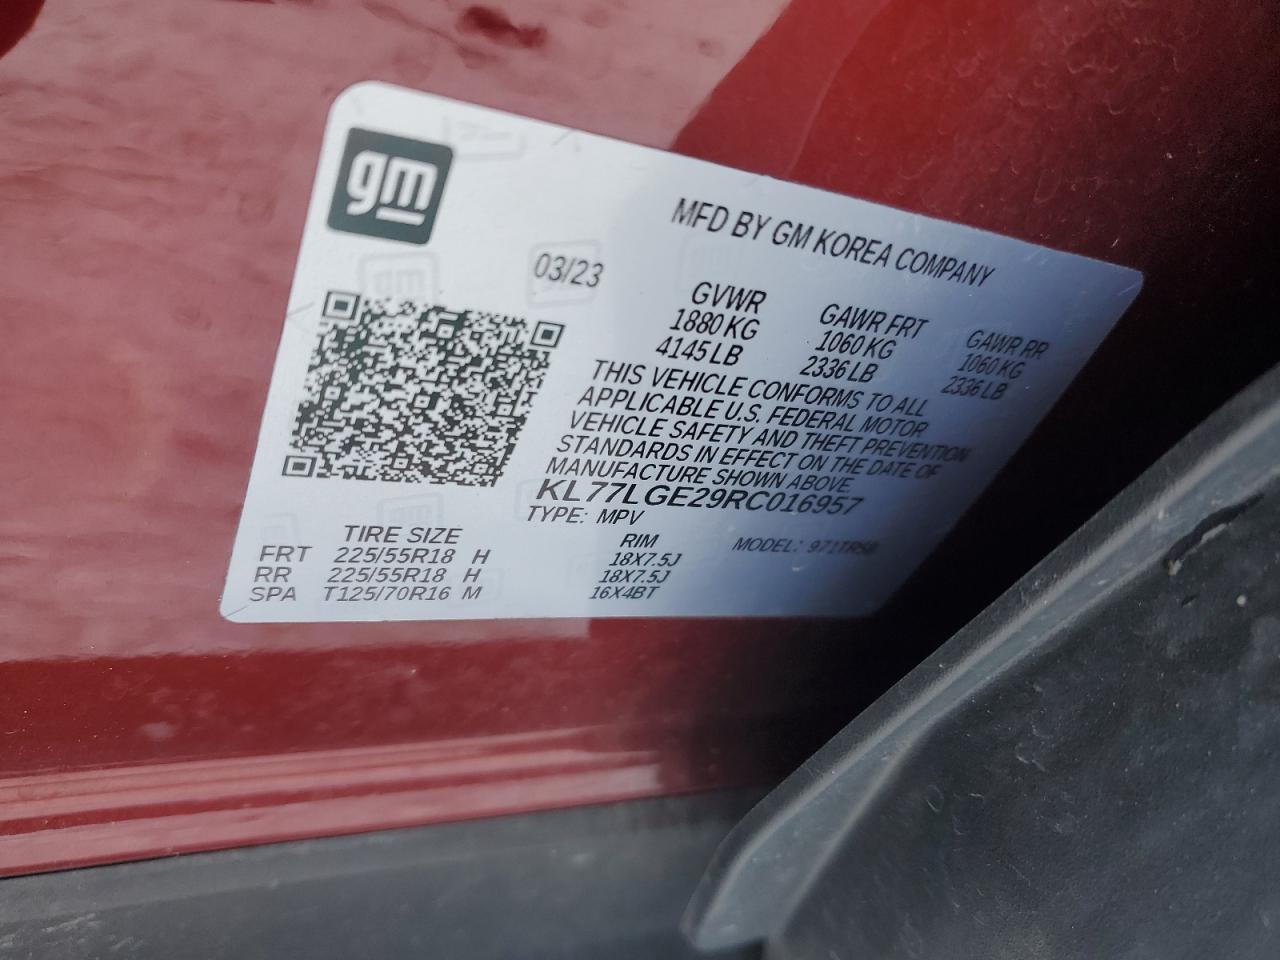 gm
MFD BY GM KOREA COMPANY
03/23
GVWR GAWR FRT GAWR RR
1880 KG 1060 KG 1060 KG
4145 LB 2336 LB 2336 LB
THIS VEHICLE CONFORMS TO ALL
APPLICABLE U.S. FEDERAL MOTOR
VEHICLE SAFETY AND THEFT PREVENTION
STANDARDS IN EFFECT ON THE DATE OF
MANUFACTURE SHOWN ABOVE.
KL77LGE29RC016957
TYPE: MPV MODEL:
TIRE SIZE RIM
FRT 225/55R18 H 18X7.5J
RR 225/55R18 H 18X7.5J
SPA T125/70R16 M 16X4BT